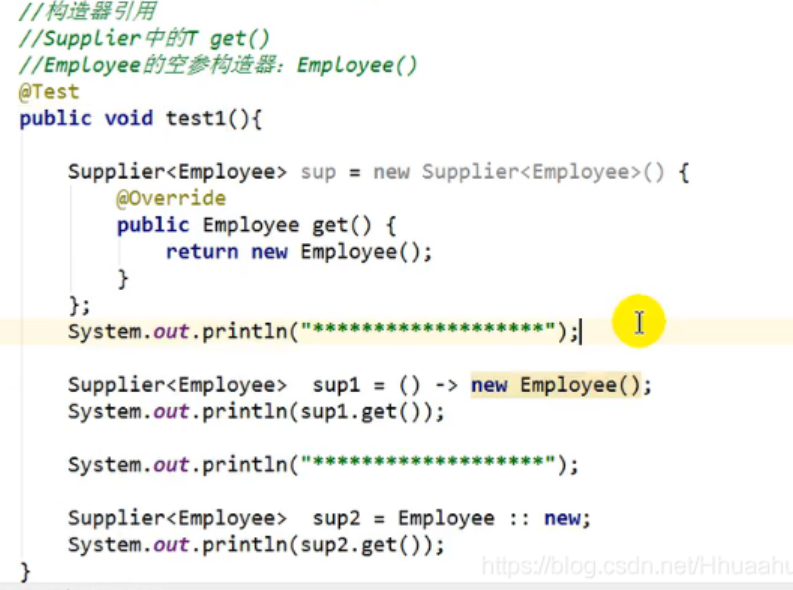 //构造器引用
//Supplier中的T get()
//Employee的空参构造器：Employee()
@Test
public void test1(){
Supplier<Employee> sup = new Supplier<Employee>() {
@Override
public Employee get() {
return new Employee();
}
};
System.out.println("*******************");
Supplier<Employee>  sup1 = () -> new Employee();
System.out.println(sup1.get());
System.out.println("*******************");
Supplier<Employee>  sup2 = Employee :: new;
System.out.println(sup2.get());
}
https://blog.csdn.net/Hhuaahu